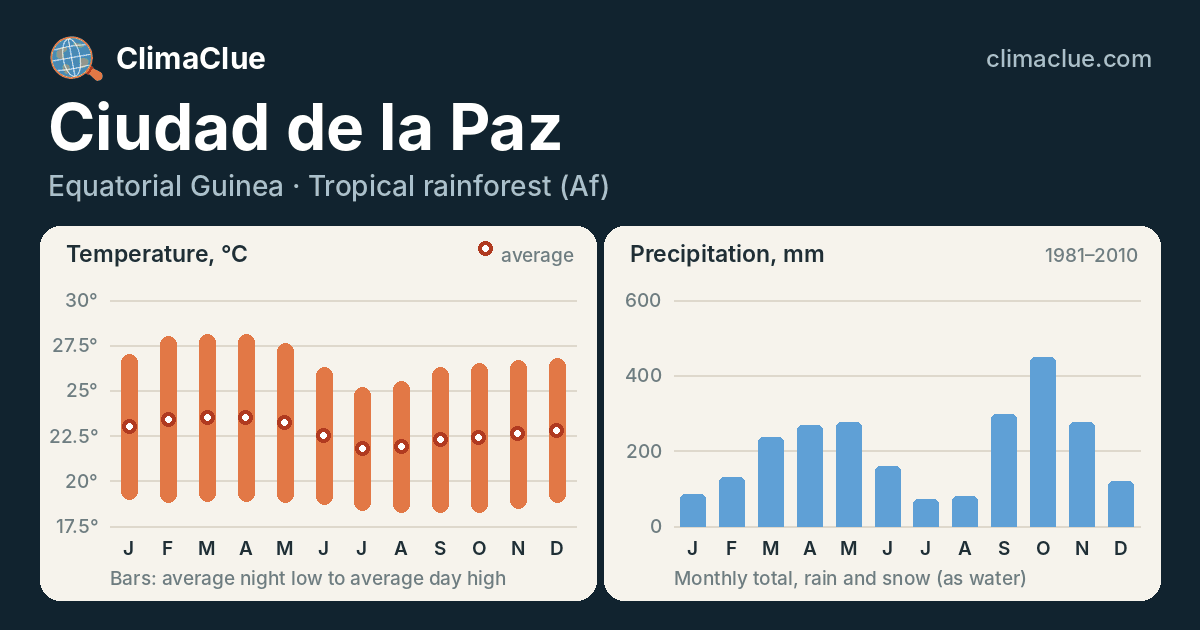 ClimaClue
climaclue.com
Ciudad de la Paz
Equatorial Guinea · Tropical rainforest (Af)
Temperature, °C
average
30°
27.5°
25°
22.5°
20°
17.5°
J F M A M J J A S O N D
Bars: average night low to average day high
Precipitation, mm
1981–2010
600
400
200
0
J F M A M J J A S O N D
Monthly total, rain and snow (as water)